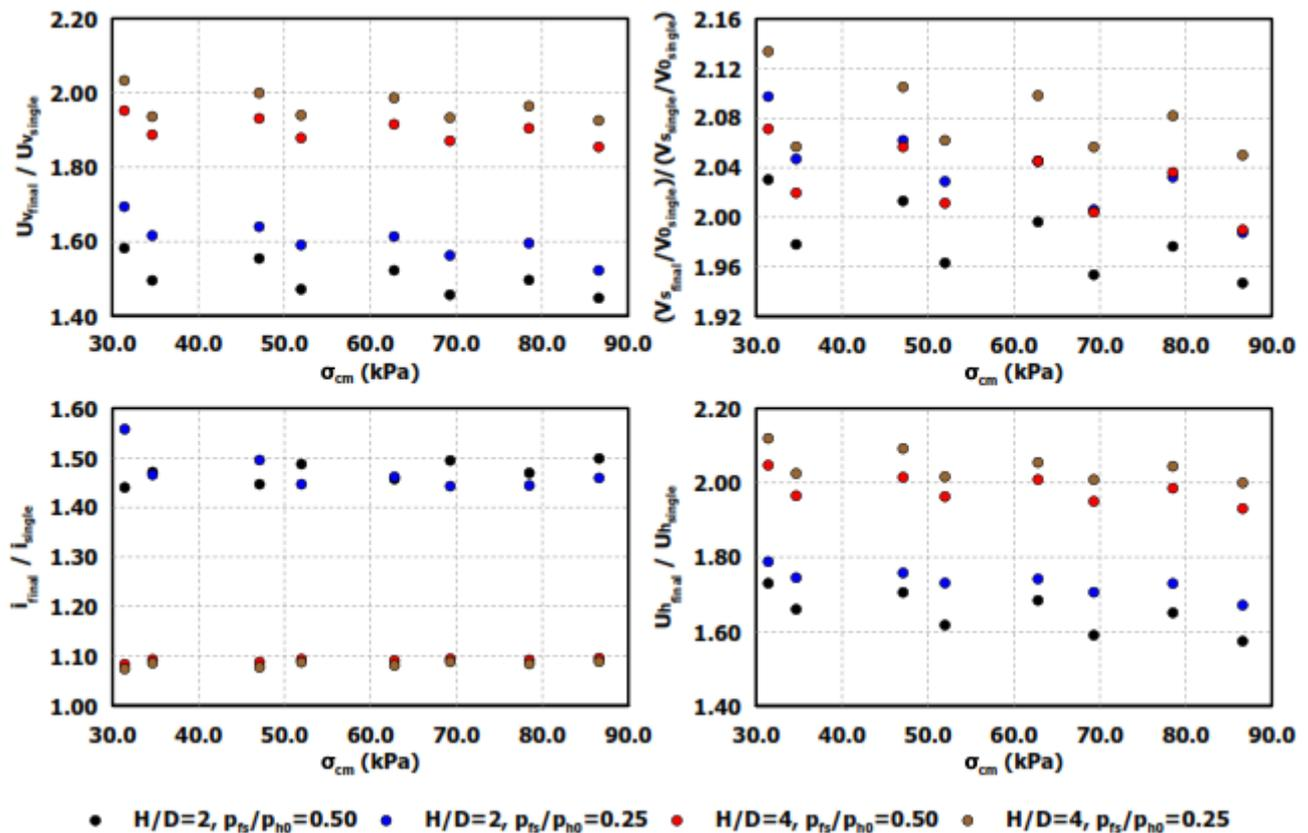 2.20
2.00
1.80
1.60
1.40
Uv_final / Uv_single
30.0 40.0 50.0 60.0 70.0 80.0 90.0
σcm (kPa)
2.16
2.12
2.08
2.04
2.00
1.96
1.92
(Vs_final/V0_single)/(Vs_single/V0_single)
30.0 40.0 50.0 60.0 70.0 80.0 90.0
σcm (kPa)
1.60
1.50
1.40
1.30
1.20
1.10
1.00
i_final / i_single
30.0 40.0 50.0 60.0 70.0 80.0 90.0
σcm (kPa)
2.20
2.00
1.80
1.60
1.40
Uh_final / Uh_single
30.0 40.0 50.0 60.0 70.0 80.0 90.0
σcm (kPa)
H/D=2, pfs/ph0=0.50 H/D=2, pfs/ph0=0.25 H/D=4, pfs/ph0=0.50 H/D=4, pfs/ph0=0.25